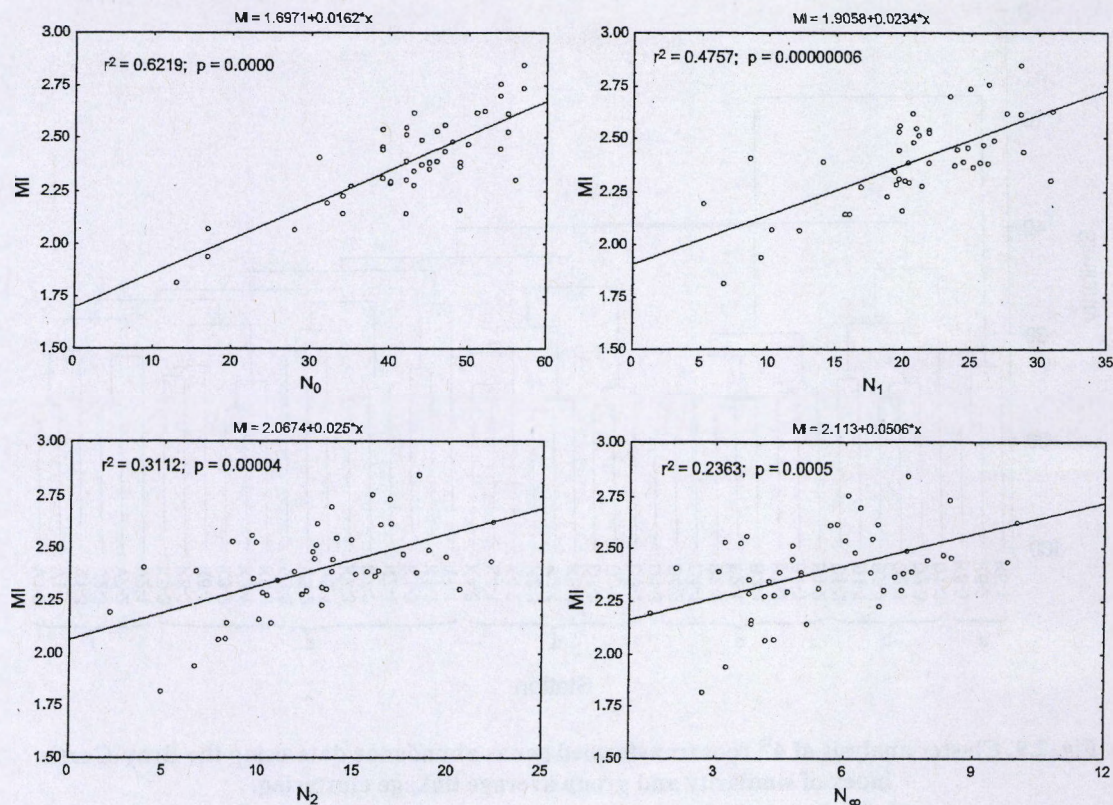 MI = 1.6971+0.0162*x
r² = 0.6219; p = 0.0000
MI
3.00
2.75
2.50
2.25
2.00
1.75
1.50
0 10 20 30 40 50 60
N₀
MI = 1.9058+0.0234*x
r² = 0.4757; p = 0.00000006
MI
3.00
2.75
2.50
2.25
2.00
1.75
1.50
0 5 10 15 20 25 30 35
N₁
MI = 2.0674+0.025*x
r² = 0.3112; p = 0.00004
MI
3.00
2.75
2.50
2.25
2.00
1.75
1.50
0 5 10 15 20 25
N₂
MI = 2.113+0.0506*x
r² = 0.2363; p = 0.0005
MI
3.00
2.75
2.50
2.25
2.00
1.75
1.50
3 9 12
N∞